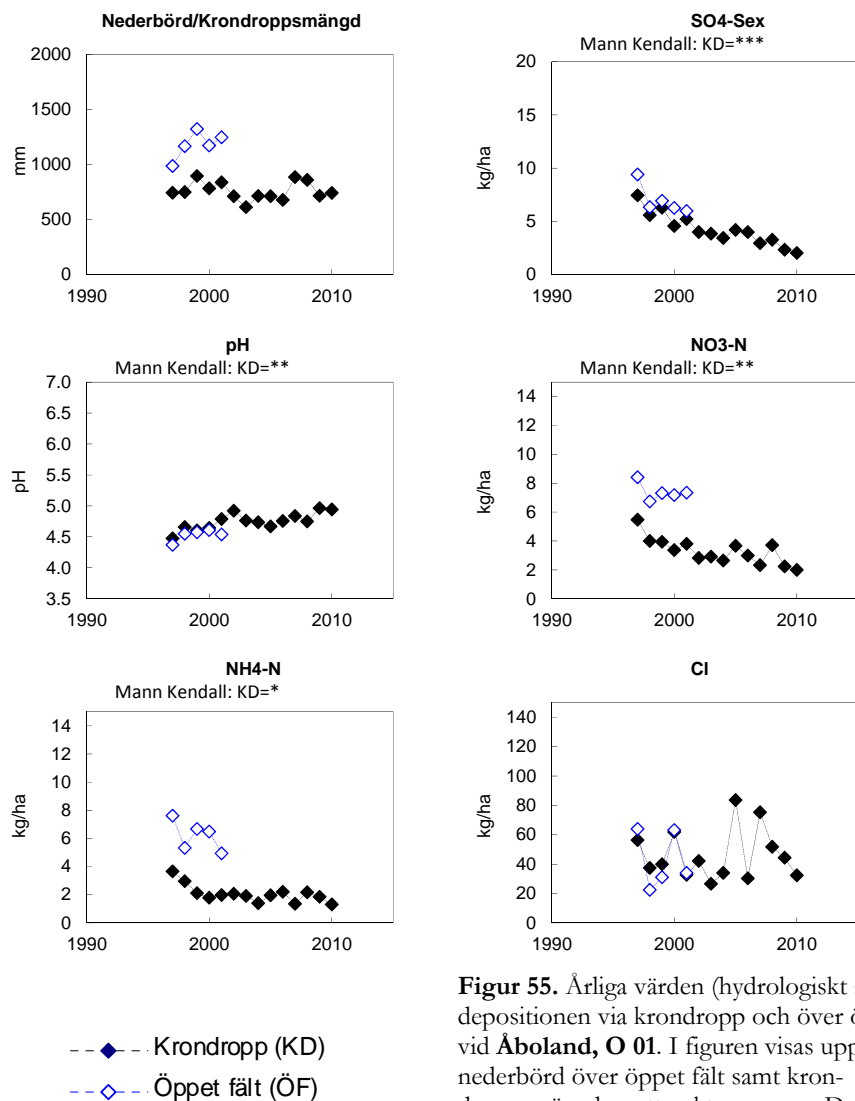 Nederbörd/Krondroppsmängd
2000
1500
1000
500
0
mm
1990 2000 2010
SO4-Sex
Mann Kendall: KD=***
20
15
10
5
0
kg/ha
1990 2000 2010
pH
Mann Kendall: KD=**
7.0
6.5
6.0
5.5
5.0
4.5
4.0
3.5
pH
1990 2000 2010
NO3-N
Mann Kendall: KD=**
14
12
10
8
6
4
2
0
kg/ha
1990 2000 2010
NH4-N
Mann Kendall: KD=*
14
12
10
8
6
4
2
0
kg/ha
1990 2000 2010
Cl
140
120
100
80
60
40
20
0
kg/ha
1990 2000 2010
Krondropp (KD)
Öppet fält (ÖF)
Figur 55. Årliga värden (hydrologiskt
depositionen via krondropp och över ö
vid Åboland, O 01. I figuren visas upp
nederbörd över öppet fält samt kron-